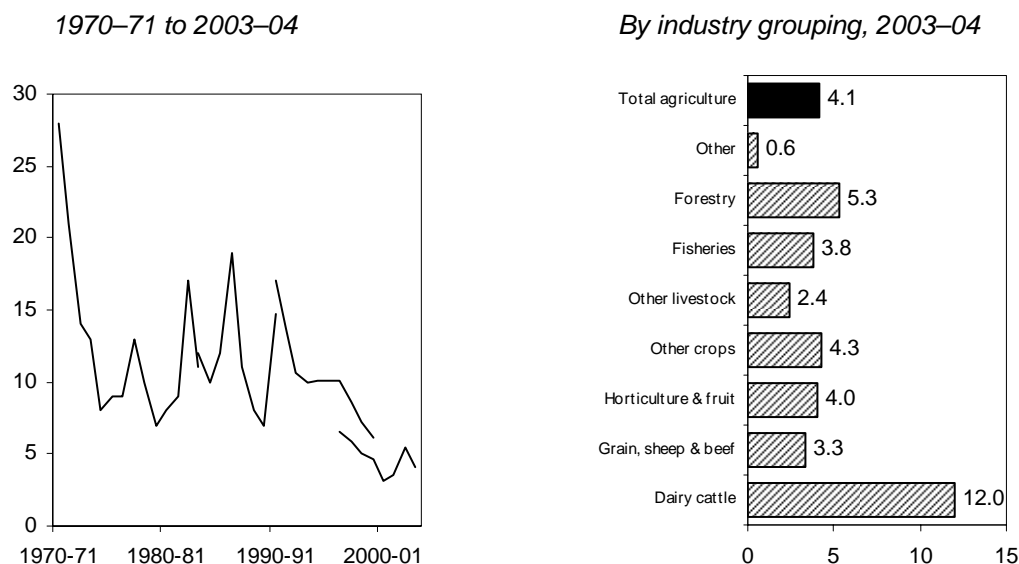 1970–71 to 2003–04
30
25
20
15
10
5
0
1970-71 1980-81 1990-91 2000-01
By industry grouping, 2003–04
Total agriculture 4.1
Other 0.6
Forestry 5.3
Fisheries 3.8
Other livestock 2.4
Other crops 4.3
Horticulture & fruit 4.0
Grain, sheep & beef 3.3
Dairy cattle 12.0
0 5 10 15